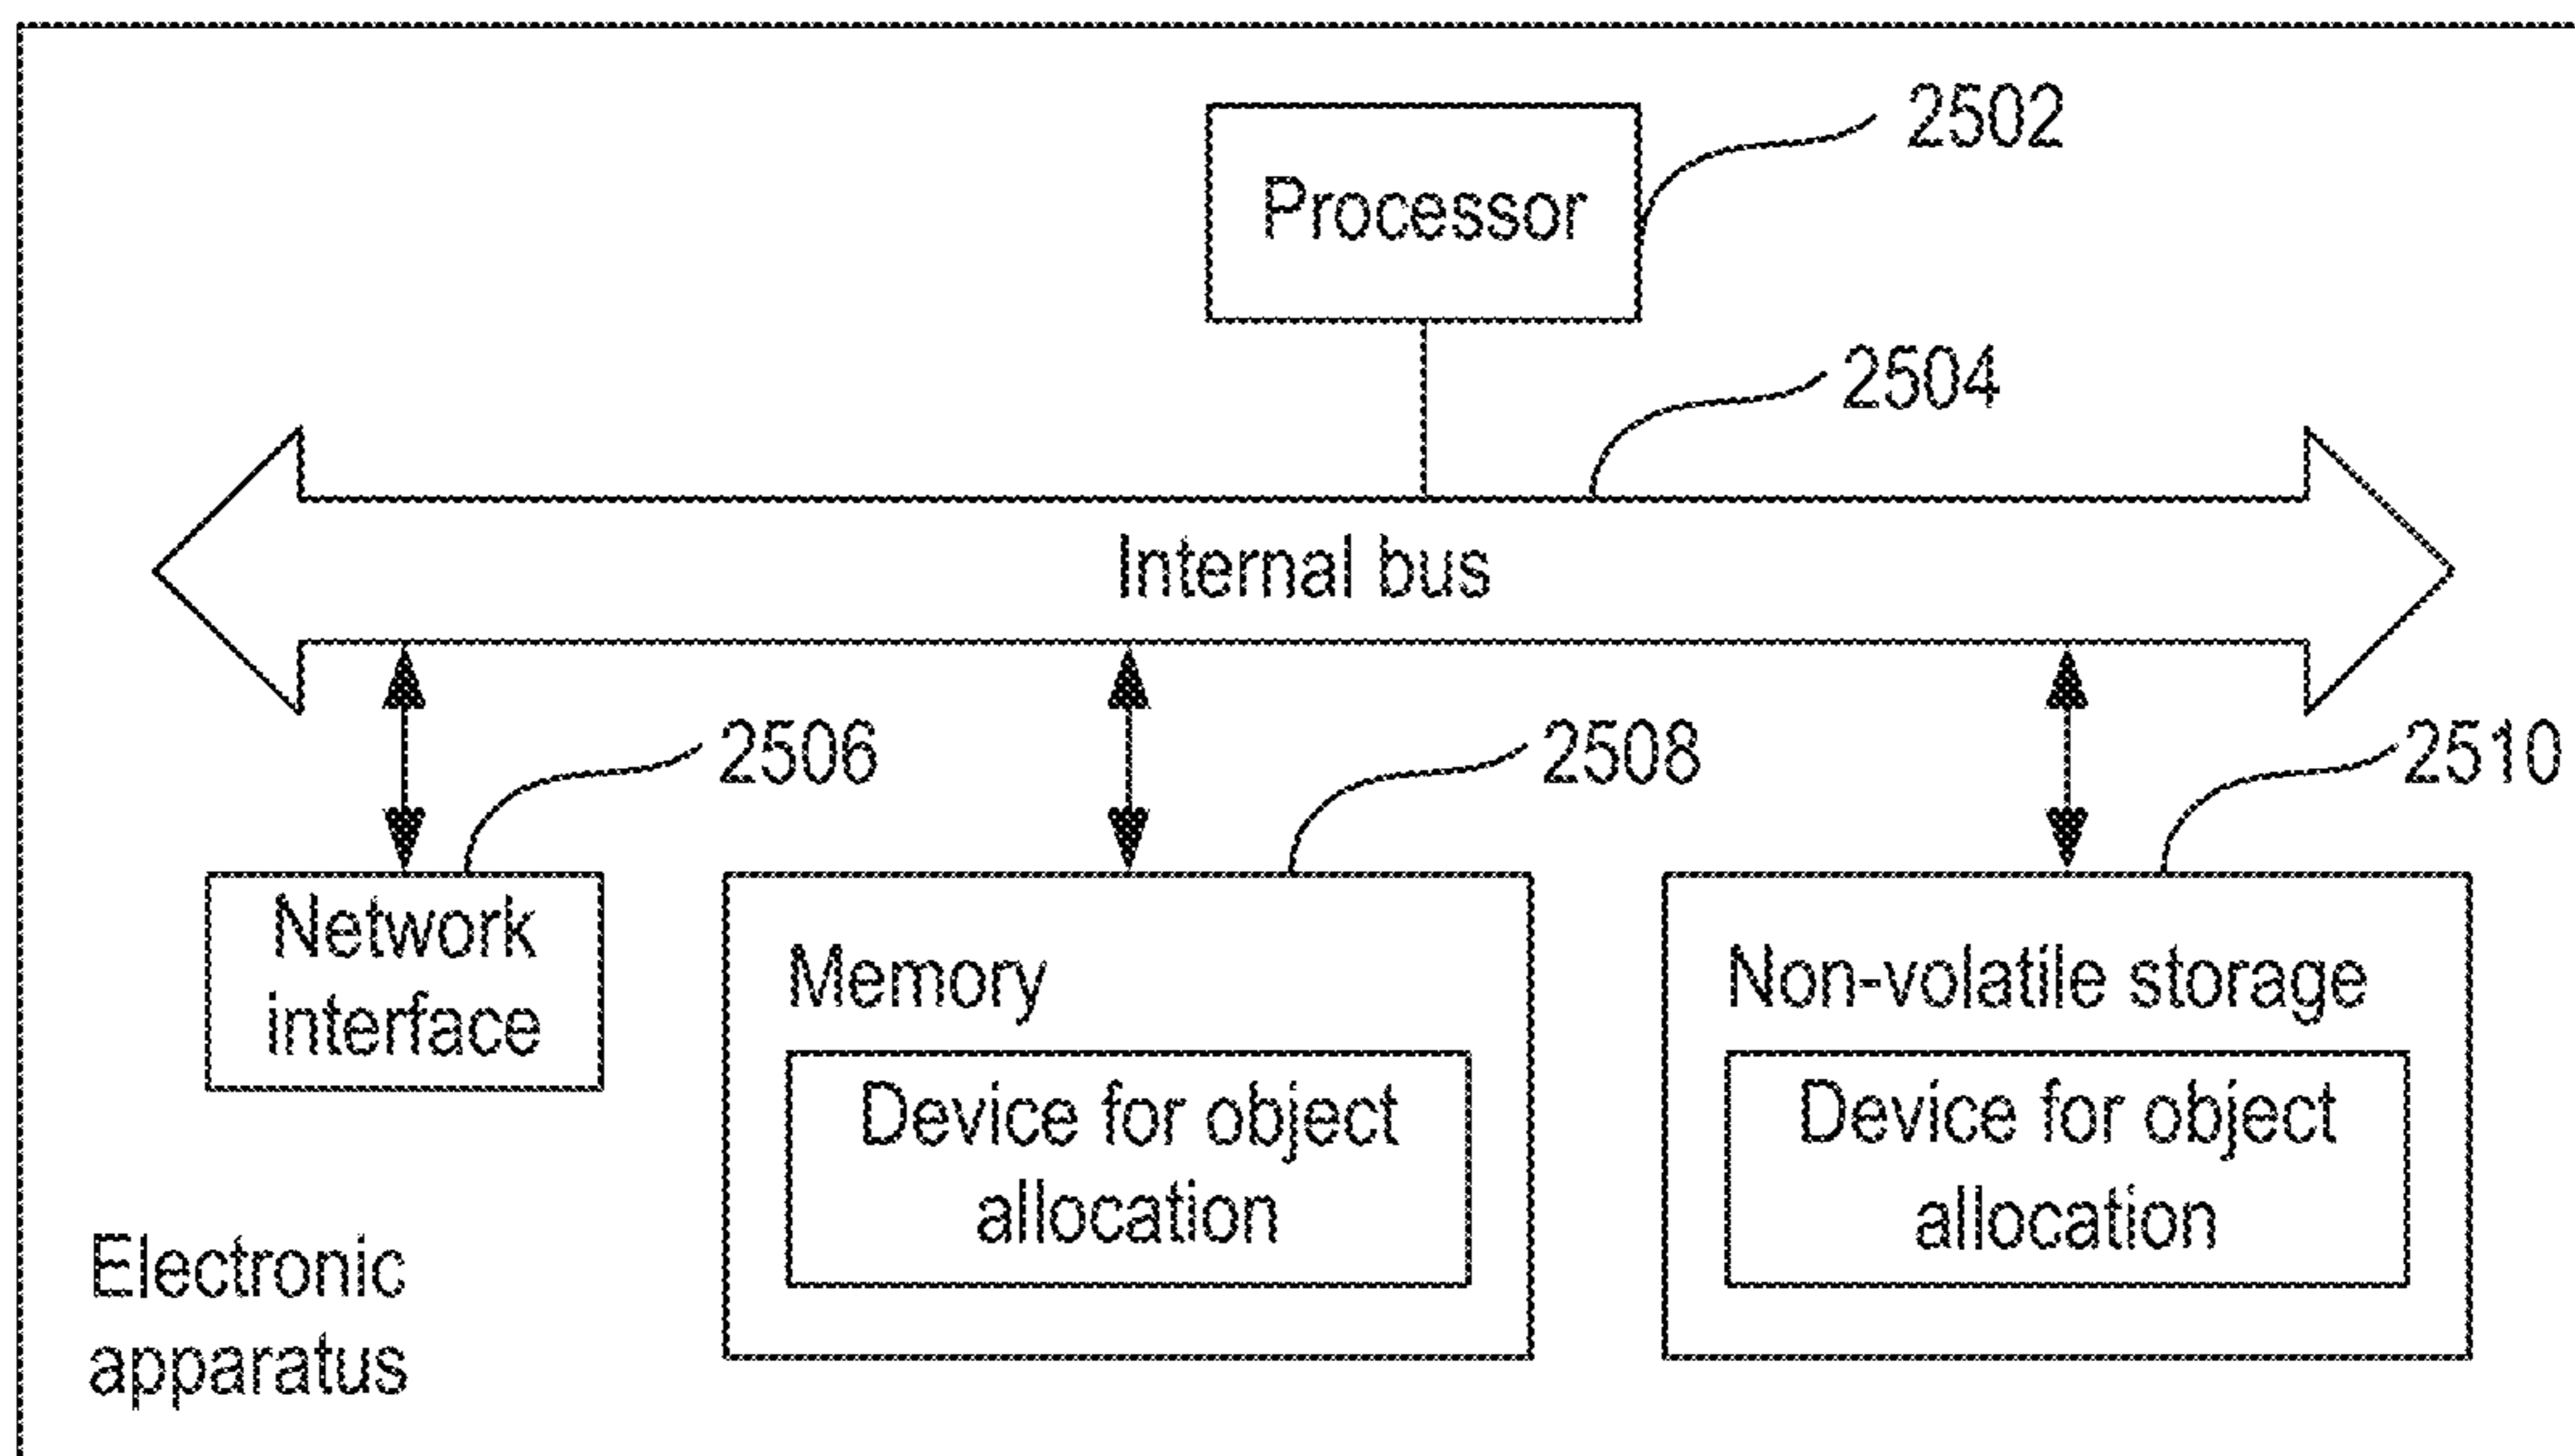 2502
Processor
2504
Internal bus
2506
2508
2510
Network
interface
Memory
Device for object
allocation
Non-volatile storage
Device for object
allocation
Electronic
apparatus